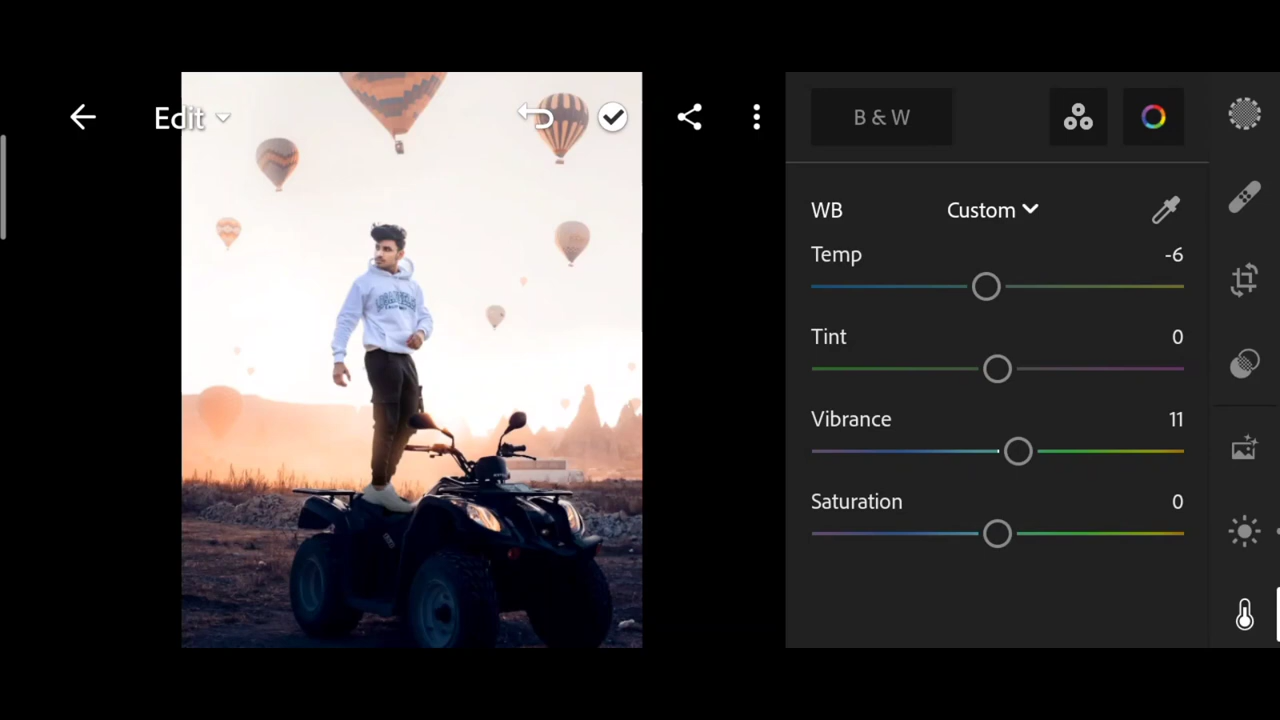 Edit
B & W
WB Custom
Temp -6
Tint 0
Vibrance 11
Saturation 0